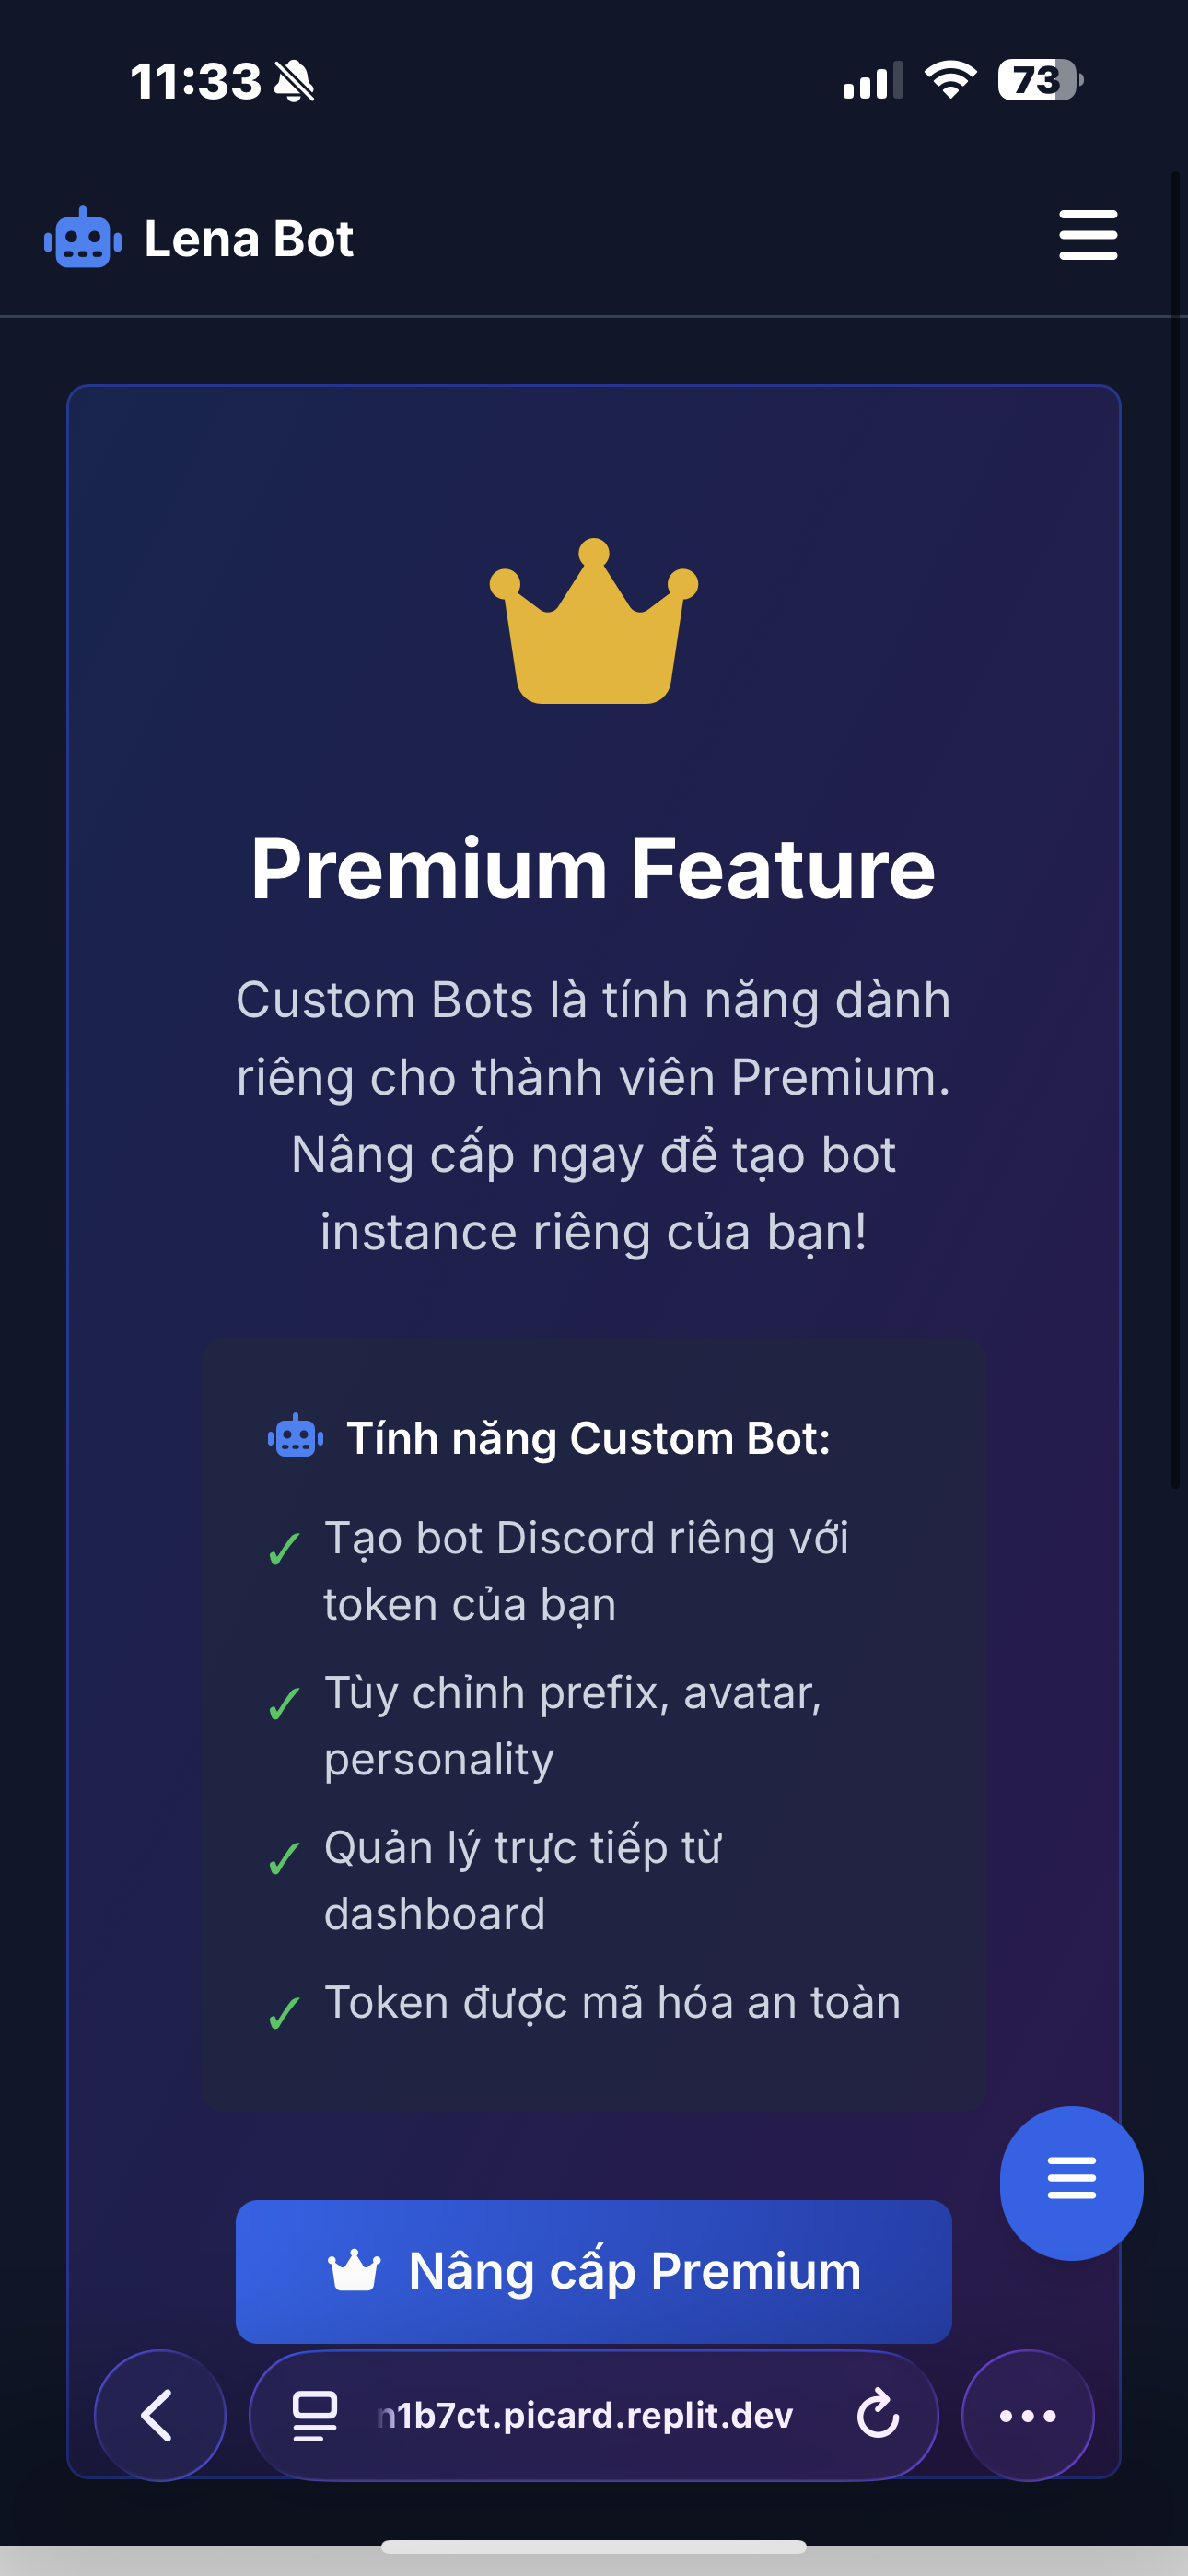 11:33
73
Lena Bot
Premium Feature
Custom Bots là tính năng dành
riêng cho thành viên Premium.
Nâng cấp ngay để tạo bot
instance riêng của bạn!
Tính năng Custom Bot:
✓ Tạo bot Discord riêng với
token của bạn
✓ Tùy chỉnh prefix, avatar,
personality
✓ Quản lý trực tiếp từ
dashboard
✓ Token được mã hóa an toàn
Nâng cấp Premium
n1b7ct.picard.replit.dev